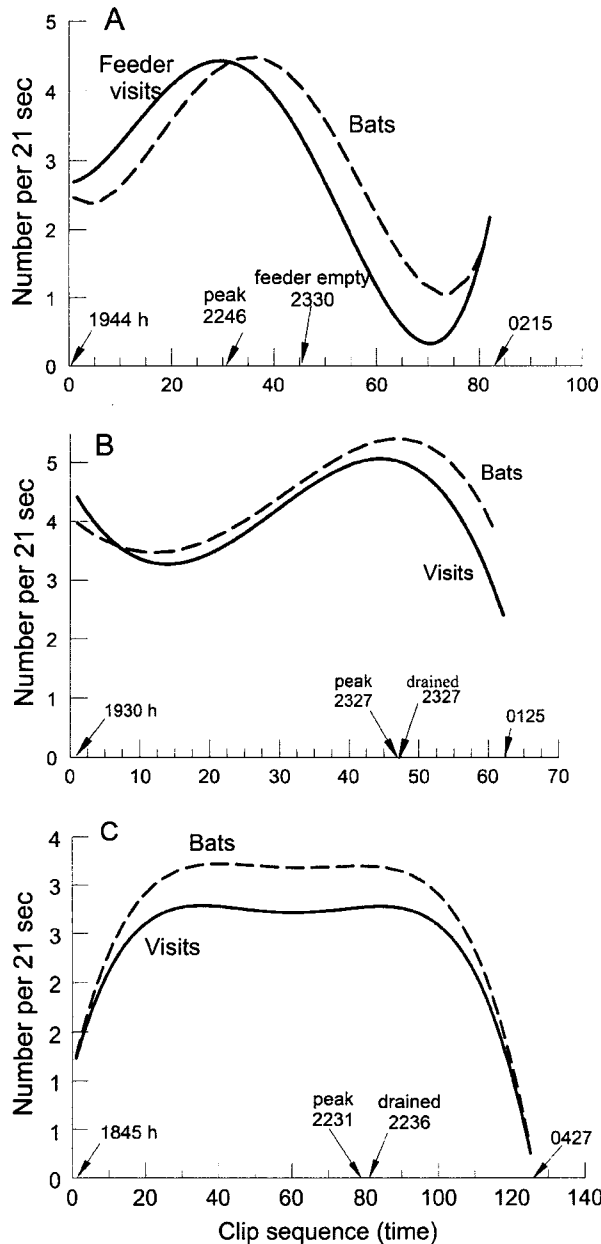 A
5
4
3
2
1
0
Number per 21 sec
Feeder
visits
Bats
1944 h
peak
2246
feeder empty
2330
0215
0
20
40
60
80
100
B
5
4
3
2
1
0
Number per 21 sec
Bats
Visits
1930 h
peak
2327
drained
2327
0125
0
10
20
30
40
50
60
70
C
4
3
3
2
2
1
1
0
Number per 21 sec
Bats
Visits
1845 h
peak
2231
drained
2236
0427
0
20
40
60
80
100
120
140
Clip sequence (time)